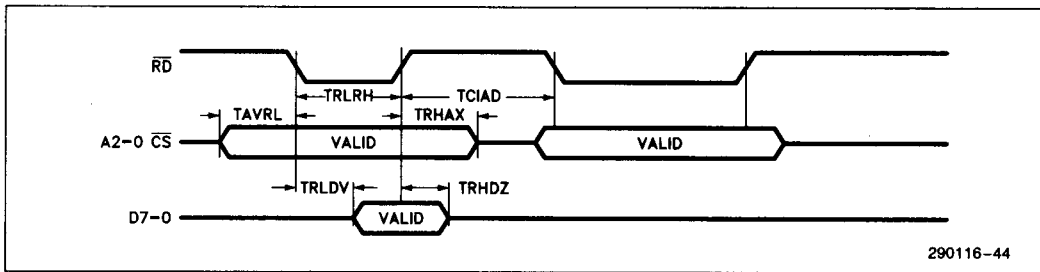 RD
TRLRH TCIAD
TAVRL TRHAX
A2-0 CS VALID VALID
TRLDV TRHDZ
D7-0 VALID
290116-44